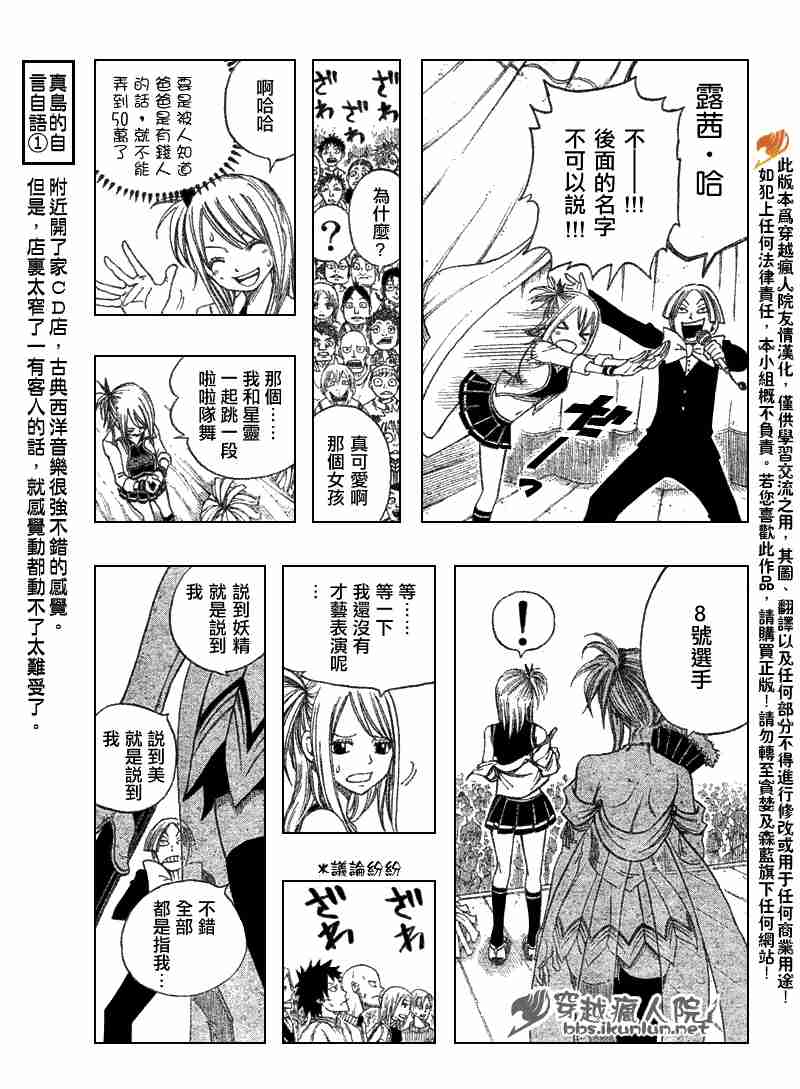 此版本爲穿越瘋人院友情漢化，僅供學習交流之用，其圖、翻譯以及任何部分不得進行修改或用于任何商業用途！
如犯上任何法律責任，本小組概不負責。若您喜歡此作品，請購買正版！請勿轉至貪婪及森藍旗下任何網站！
露茜·哈
不——!!!
後面的名字
不可以説!!!
ざわ
ざわ
為什麼？
？
真可愛啊
那個女孩
啊哈哈
要是被人知道
爸爸是有錢人
的話，就不能
弄到50萬了
那個…
我和星靈
一起跳一段
啦啦隊舞
8號選手
！
等……
等一下
我還沒有
才藝表演呢
＊議論紛紛
ざわ
ざわ
説到妖精
就是説到
我
説到美
就是説到
我
不錯
全部
都是指我…
真島的自
言自語①
附近開了家CD店，古典西洋音樂很強不錯的感覺。
但是，店裏太窄了一有客人的話，就感覺動都動不了太難受了。
穿越瘋人院
bbs.ikunlun.net